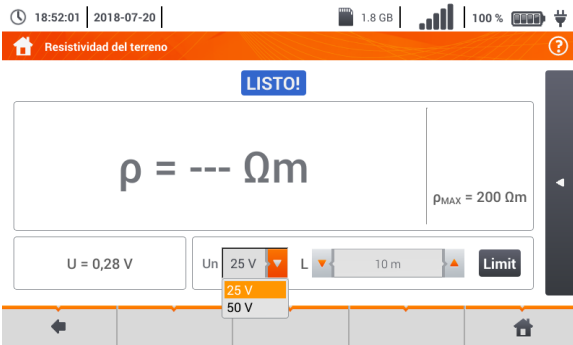 18:52:01 2018-07-20 1.8 GB 100 %
Resistividad del terreno ?
LISTO!
ρ = --- Ωm
ρMAX = 200 Ωm
U = 0,28 V
Un 25 V L 10 m Limit
25 V
50 V